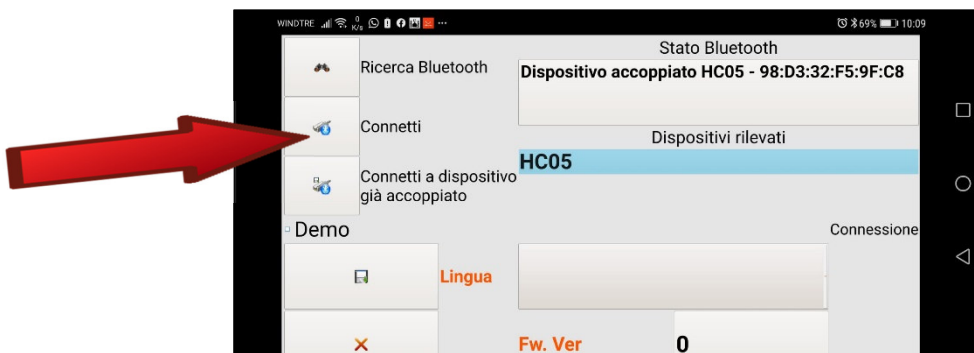 WINDTRE 0 K/s ... 69% 10:09
Stato Bluetooth
Ricerca Bluetooth
Dispositivo accoppiato HC05 - 98:D3:32:F5:9F:C8
Connetti
Dispositivi rilevati
HC05
Connetti a dispositivo
già accoppiato
Demo
Connessione
Lingua
Fw. Ver 0